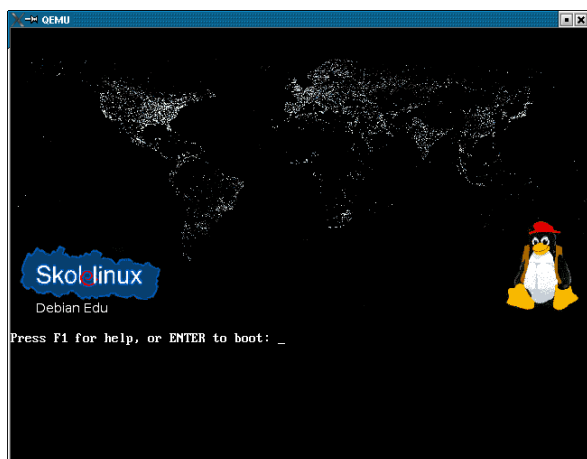 QEMU
Skolelinux
Debian Edu
Press F1 for help, or ENTER to boot: _